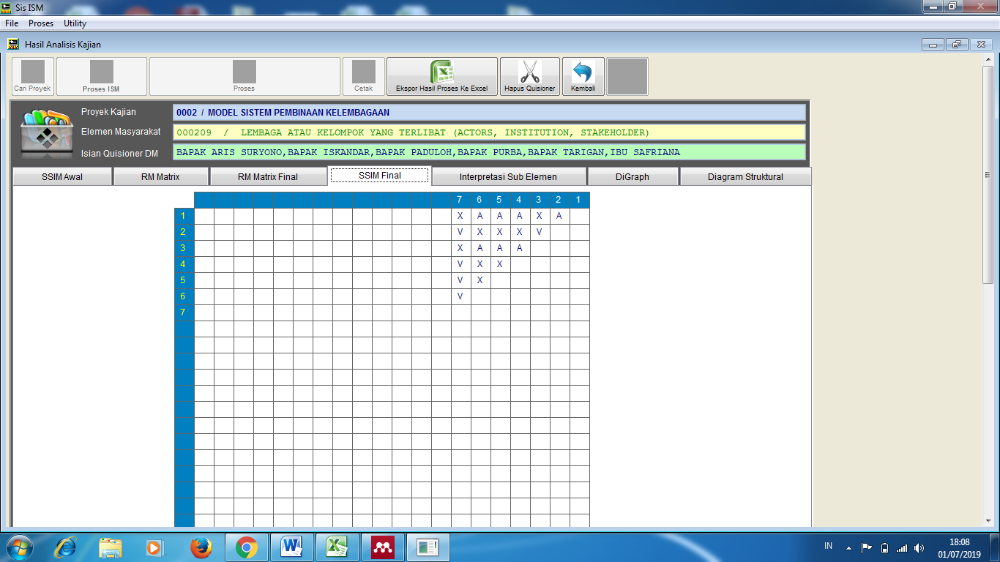 Sis ISM
File Proses Utility
Hasil Analisis Kajian
Cari Proyek Proses ISM Proses Cetak Ekspor Hasil Proses Ke Excel Hapus Quisioner Kembali
Proyek Kajian 0002 / MODEL SISTEM PEMBINAAN KELEMBAGAAN
Elemen Masyarakat 000209 / LEMBAGA ATAU KELOMPOK YANG TERLIBAT (ACTORS, INSTITUTION, STAKEHOLDER)
Isian Quisioner DM BAPAK ARIS SURYONO,BAPAK ISKANDAR,BAPAK PADULOH,BAPAK PURBA,BAPAK TARIGAN,IBU SAFRIANA
SSIM Awal RM Matrix RM Matrix Final SSIM Final Interpretasi Sub Elemen DiGraph Diagram Struktural
7 6 5 4 3 2 1
1 X A A A X A
2 V X X X V
3 X A A A
4 V X X
5 V X
6 V
7
IN 18:08
01/07/2019